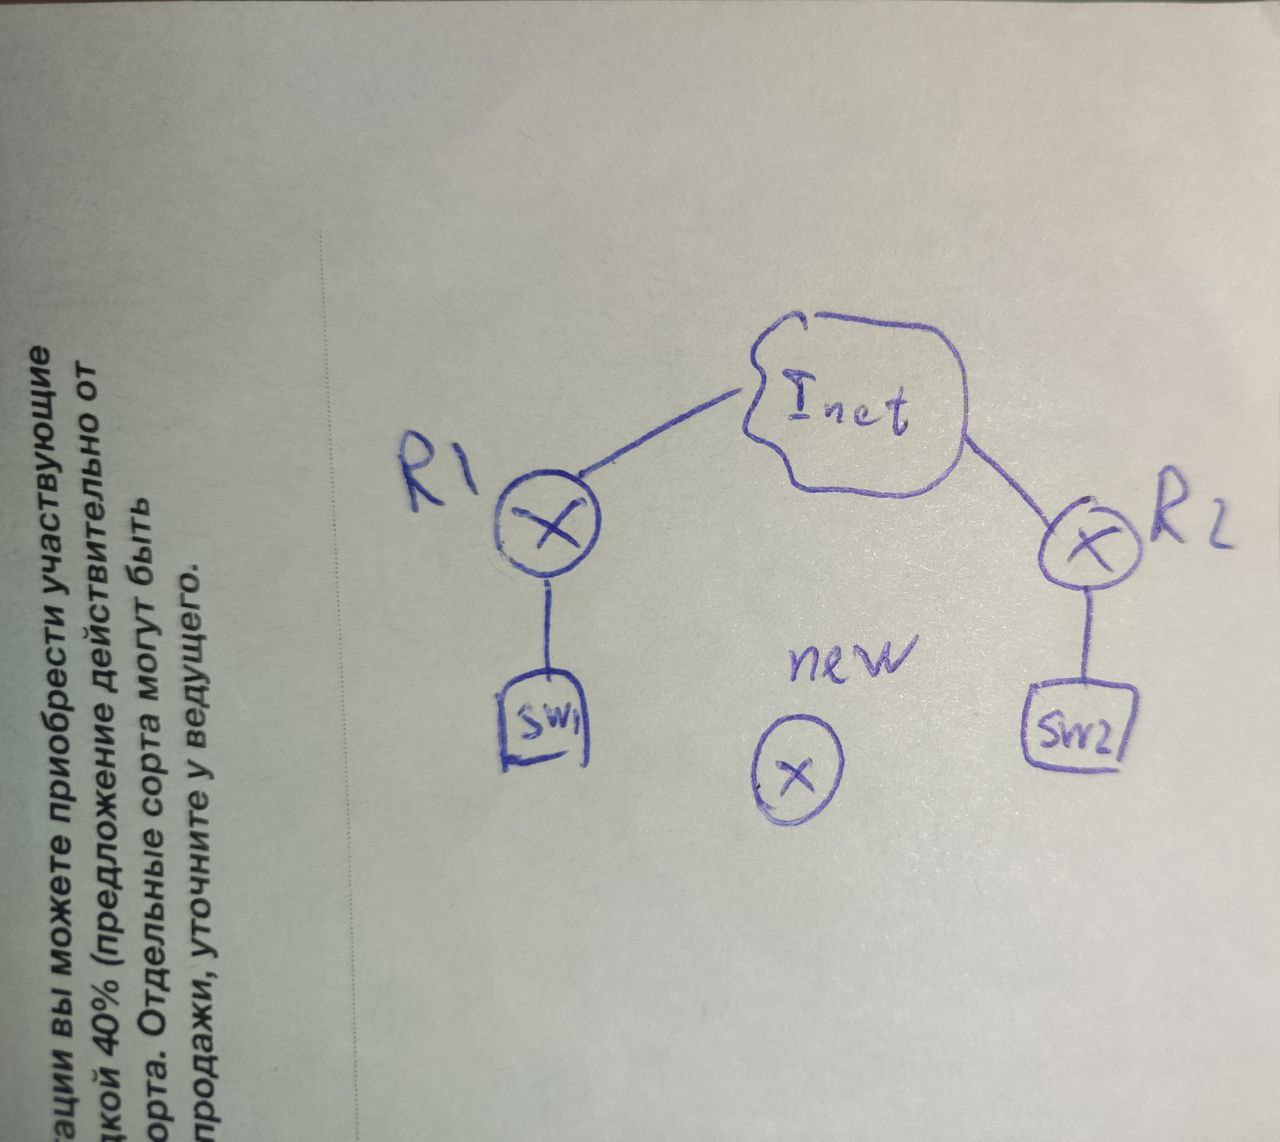 тации вы можете приобрести участвующие
дкой 40% (предложение действительно от
орта. Отдельные сорта могут быть
продажи, уточните у ведущего.
Inet
R1
R2
new
SW1
SW2